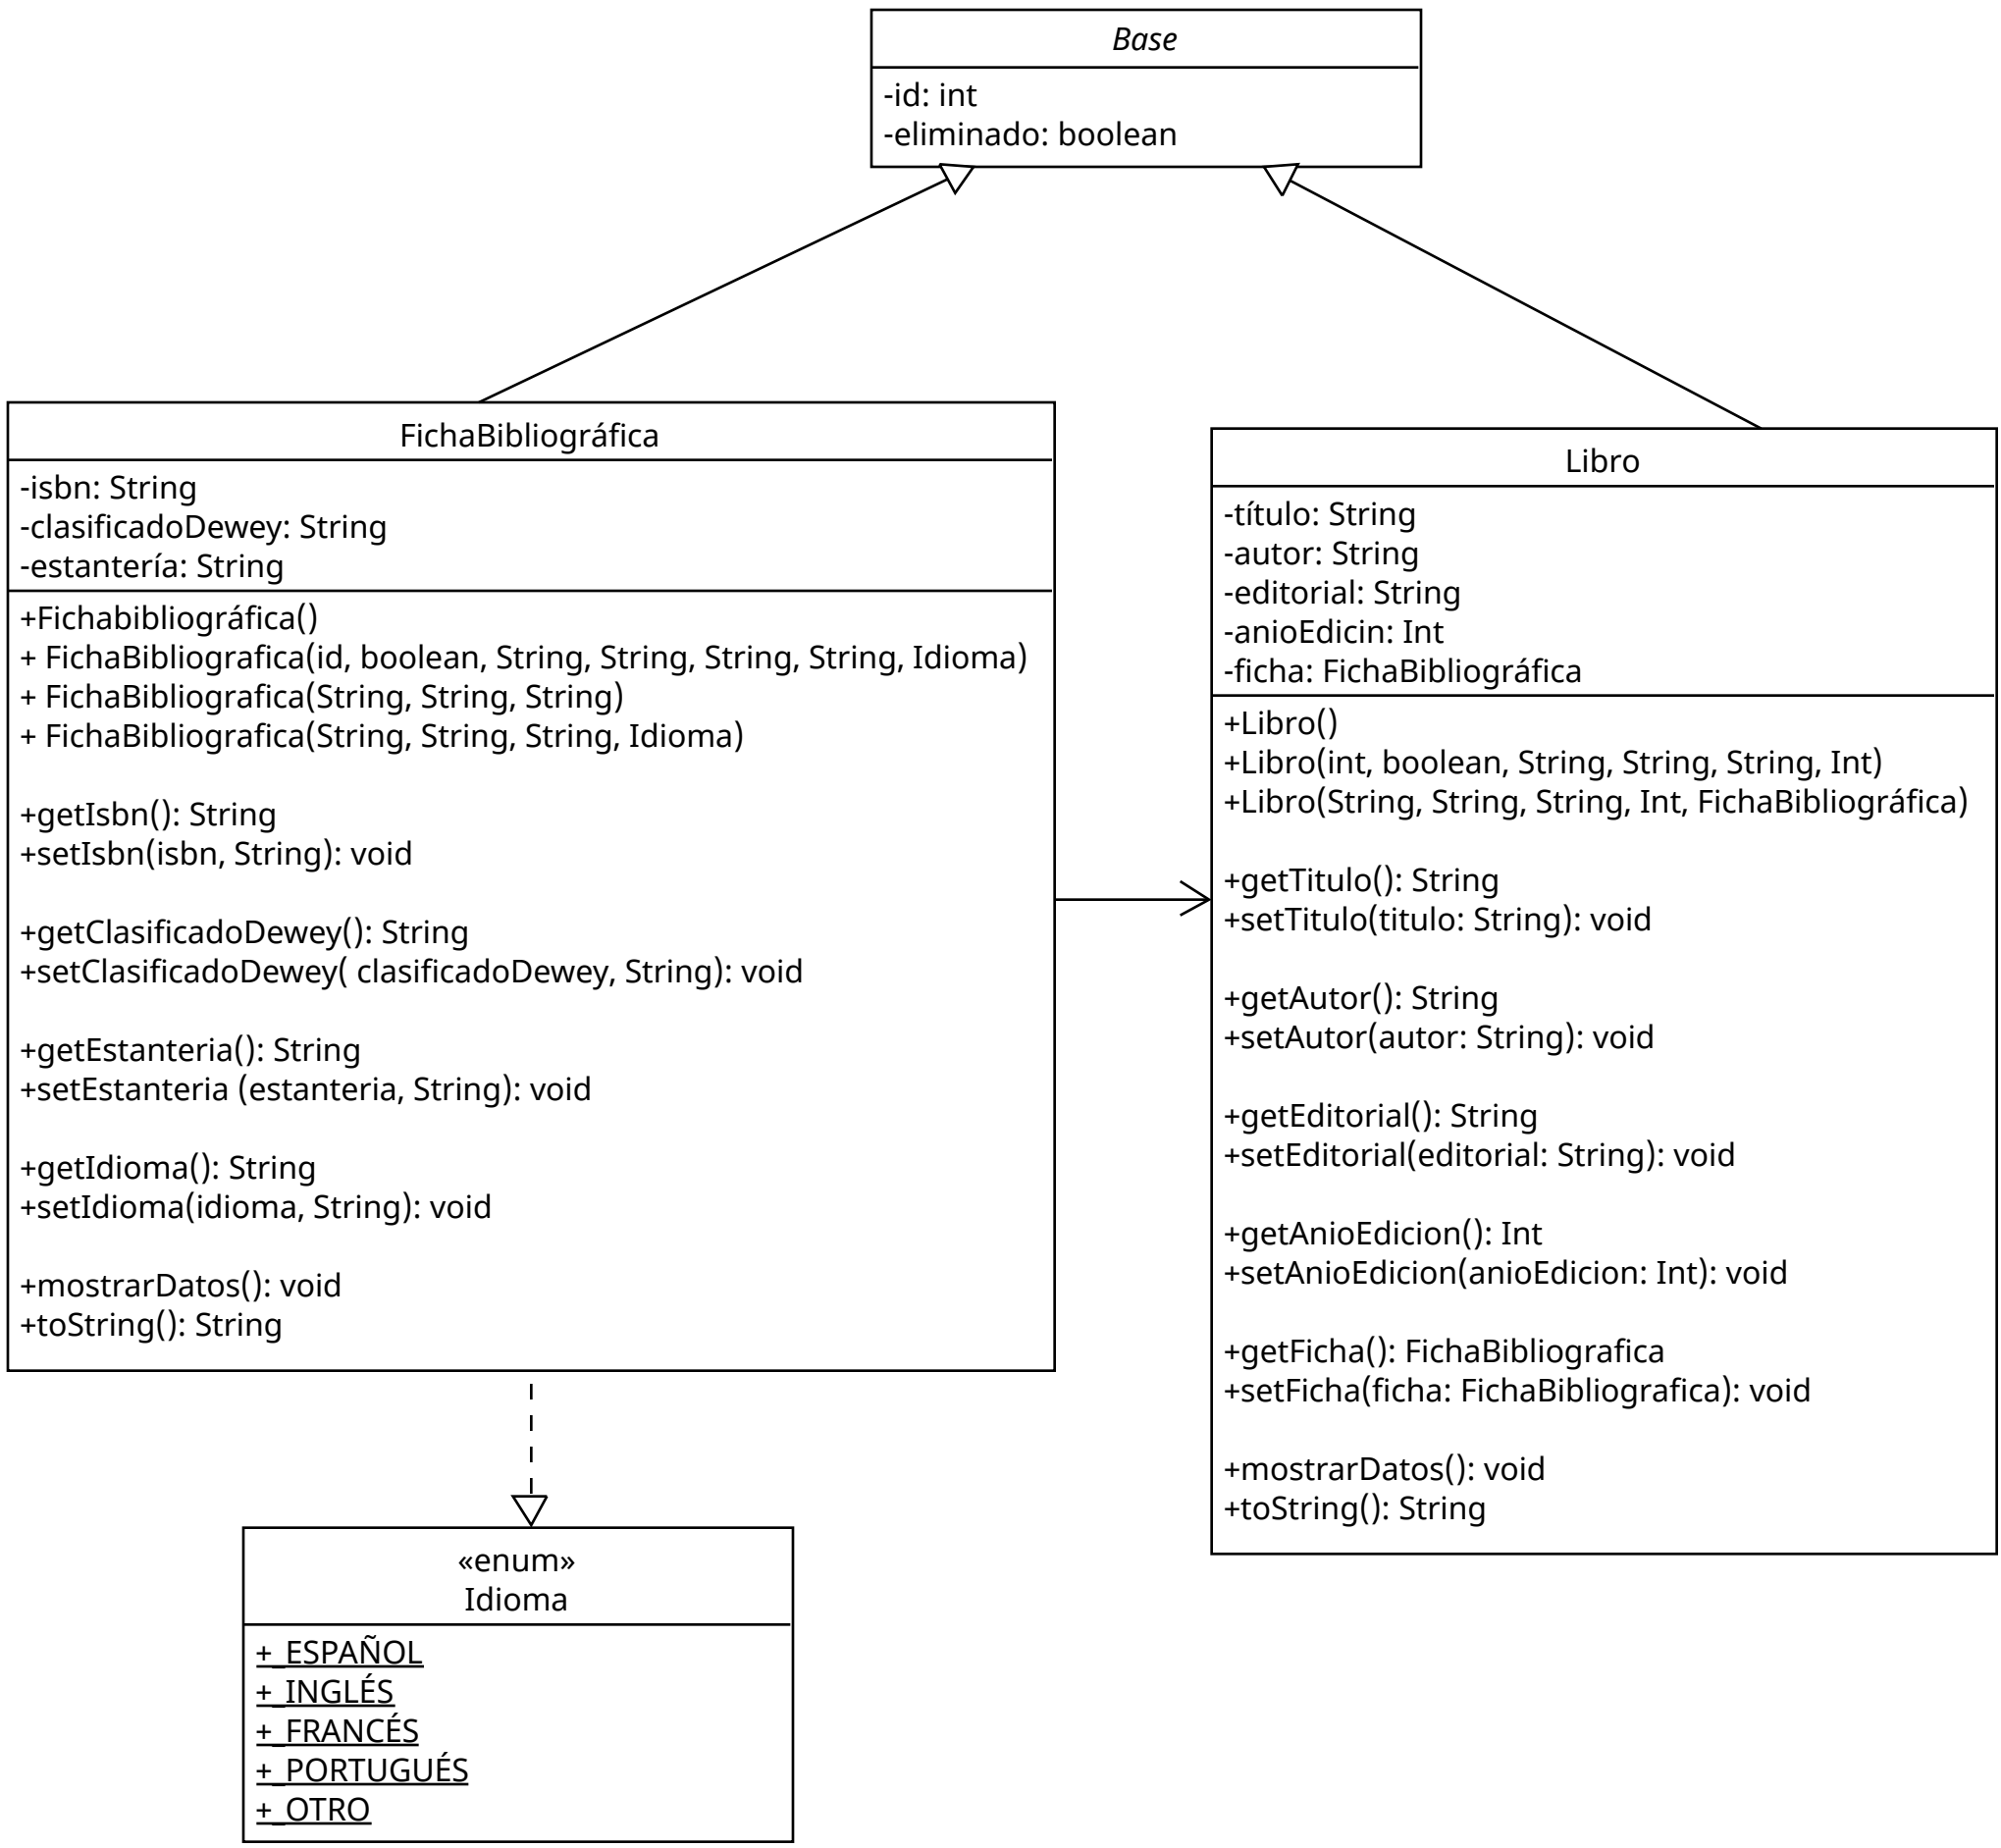 Base
-id: int
-eliminado: boolean
FichaBibliográfica
-isbn: String
-clasificadoDewey: String
-estantería: String
+Fichabibliográfica()
+ FichaBibliografica(id, boolean, String, String, String, String, Idioma)
+ FichaBibliografica(String, String, String)
+ FichaBibliografica(String, String, String, Idioma)
+getIsbn(): String
+setIsbn(isbn, String): void
+getClasificadoDewey(): String
+setClasificadoDewey( clasificadoDewey, String): void
+getEstanteria(): String
+setEstanteria (estanteria, String): void
+getIdioma(): String
+setIdioma(idioma, String): void
+mostrarDatos(): void
+toString(): String
Libro
-título: String
-autor: String
-editorial: String
-anioEdicin: Int
-ficha: FichaBibliográfica
+Libro()
+Libro(int, boolean, String, String, String, Int)
+Libro(String, String, String, Int, FichaBibliográfica)
+getTitulo(): String
+setTitulo(titulo: String): void
+getAutor(): String
+setAutor(autor: String): void
+getEditorial(): String
+setEditorial(editorial: String): void
+getAnioEdicion(): Int
+setAnioEdicion(anioEdicion: Int): void
+getFicha(): FichaBibliografica
+setFicha(ficha: FichaBibliografica): void
+mostrarDatos(): void
+toString(): String
«enum»
Idioma
+_ESPAÑOL
+_INGLÉS
+_FRANCÉS
+_PORTUGUÉS
+_OTRO